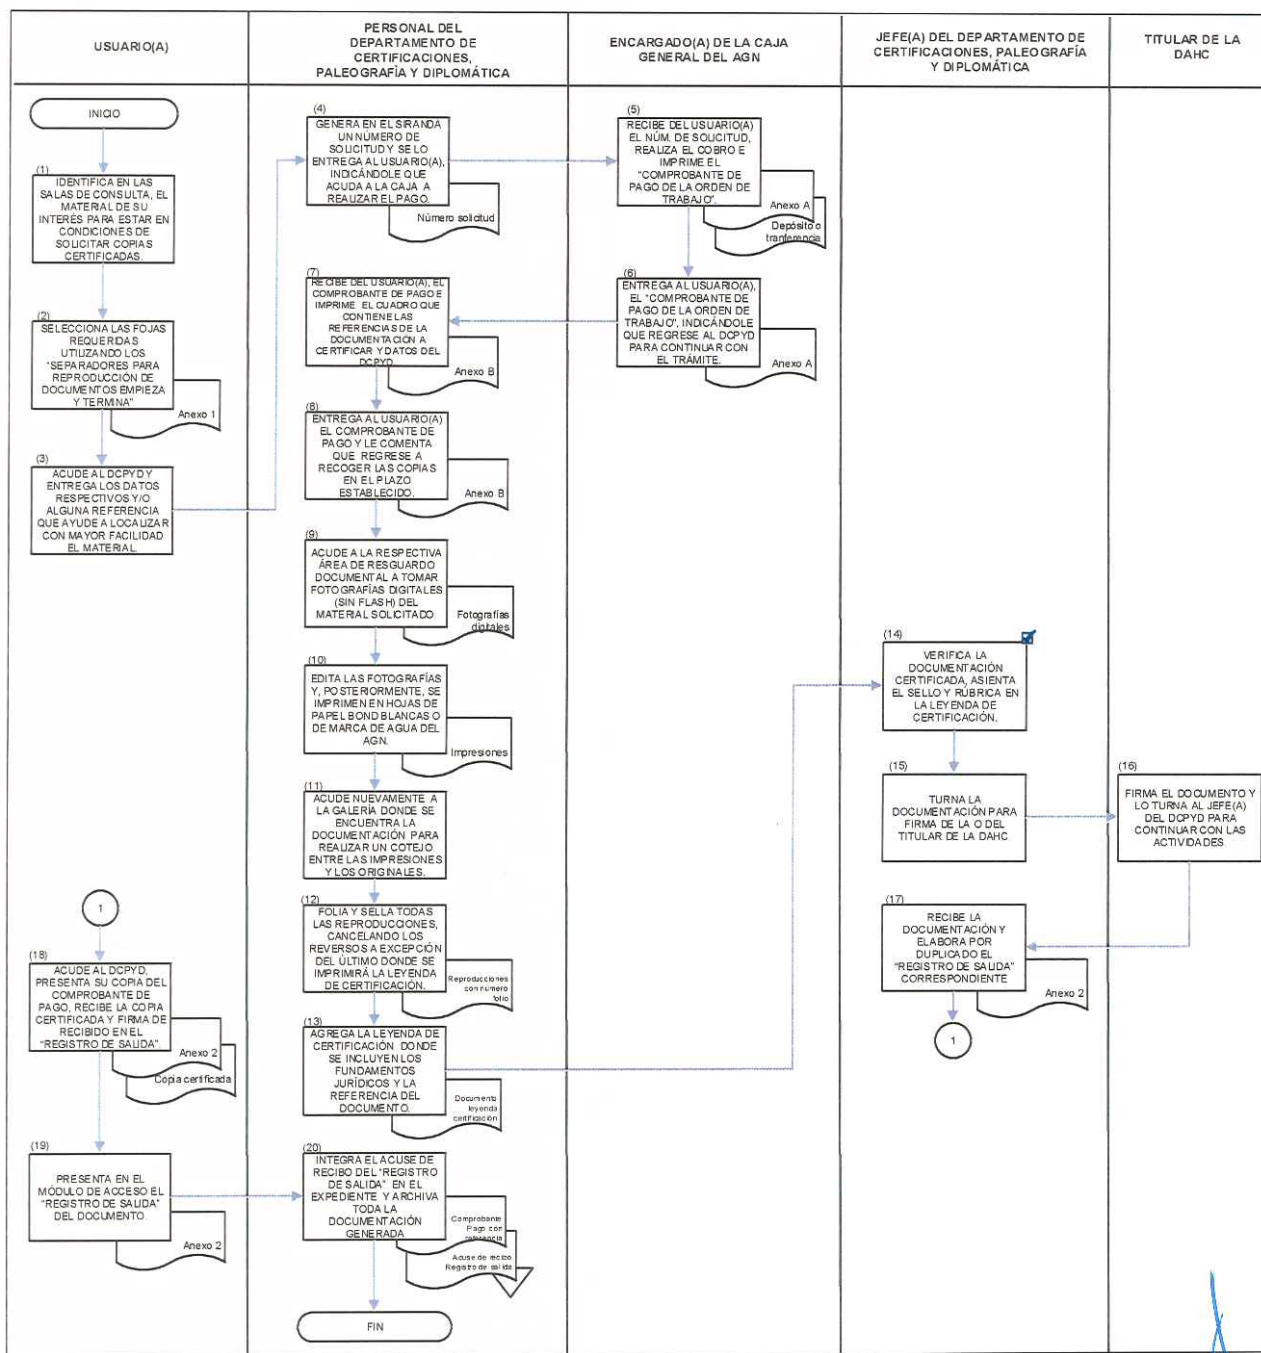 USUARIO(A)
PERSONAL DEL
DEPARTAMENTO DE
CERTIFICACIONES,
PALEOGRAFÍA Y DIPLOMÁTICA
ENCARGADO(A) DE LA CAJA
GENERAL DEL AGN
JEFE(A) DEL DEPARTAMENTO DE
CERTIFICACIONES, PALEOGRAFÍA
Y DIPLOMÁTICA
TITULAR DE LA
DAHC
INICIO
(1)
IDENTIFICA EN LAS
SALAS DE CONSULTA, EL
MATERIAL DE SU
INTERÉS PARA ESTAR EN
CONDICIONES DE
SOLICITAR COPIAS
CERTIFICADAS.
(2)
SELECCIONA LAS FOJAS
REQUERIDAS
UTILIZANDO LOS
"SEPARADORES PARA
REPRODUCCIÓN DE
DOCUMENTOS EMPIEZA
Y TERMINA"
Anexo 1
(3)
ACUDE AL DCPYD Y
ENTREGA LOS DATOS
RESPECTIVOS Y/O
ALGUNA REFERENCIA
QUE AYUDE A LOCALIZAR
CON MAYOR FACILIDAD
EL MATERIAL.
(4)
GENERA EN EL SIRANDA
UN NÚMERO DE
SOLICITUD Y SE LO
ENTREGA AL USUARIO(A),
INDICÁNDOLE QUE
ACUDA A LA CAJA A
REALIZAR EL PAGO.
Número solicitud
(5)
RECIBE DEL USUARIO(A)
EL NÚM. DE SOLICITUD,
REALIZA EL COBRO E
IMPRIME EL
"COMPROBANTE DE
PAGO DE LA ORDEN DE
TRABAJO".
Anexo A
Depósito o
tranferencia
(6)
ENTREGA AL USUARIO(A),
EL "COMPROBANTE DE
PAGO DE LA ORDEN DE
TRABAJO", INDICÁNDOLE
QUE REGRESE AL DCPYD
PARA CONTINUAR CON
EL TRÁMITE.
Anexo A
(7)
RECIBE DEL USUARIO(A), EL
COMPROBANTE DE PAGO E
IMPRIME EL CUADRO QUE
CONTIENE LAS
REFERENCIAS DE LA
DOCUMENTACIÓN A
CERTIFICAR Y DATOS DEL
DCPYD.
Anexo B
(8)
ENTREGA AL USUARIO(A)
EL COMPROBANTE DE
PAGO Y LE COMENTA
QUE REGRESE A
RECOGER LAS COPIAS
EN EL PLAZO
ESTABLECIDO.
Anexo B
(9)
ACUDE A LA RESPECTIVA
ÁREA DE RESGUARDO
DOCUMENTAL A TOMAR
FOTOGRAFÍAS DIGITALES
(SIN FLASH) DEL
MATERIAL SOLICITADO.
Fotografías
digitales
(10)
EDITA LAS FOTOGRAFÍAS
Y, POSTERIORMENTE, SE
IMPRIMEN EN HOJAS DE
PAPEL BOND BLANCAS O
DE MARCA DE AGUA DEL
AGN.
Impresiones
(11)
ACUDE NUEVAMENTE A
LA GALERÍA DONDE SE
ENCUENTRA LA
DOCUMENTACIÓN PARA
REALIZAR UN COTEJO
ENTRE LAS IMPRESIONES
Y LOS ORIGINALES.
(12)
FOLIA Y SELLA TODAS
LAS REPRODUCCIONES,
CANCELANDO LOS
REVERSOS A EXCEPCIÓN
DEL ÚLTIMO DONDE SE
IMPRIMIRÁ LA LEYENDA
DE CERTIFICACIÓN.
Reproducciones
con número
folio
(13)
AGREGA LA LEYENDA DE
CERTIFICACIÓN DONDE
SE INCLUYEN LOS
FUNDAMENTOS
JURÍDICOS Y LA
REFERENCIA DEL
DOCUMENTO.
Documento
leyenda
certificación
(14)
VERIFICA LA
DOCUMENTACIÓN
CERTIFICADA, ASIENTA
EL SELLO Y RÚBRICA EN
LA LEYENDA DE
CERTIFICACIÓN.
(15)
TURNA LA
DOCUMENTACIÓN PARA
FIRMA DE LA O DEL
TITULAR DE LA DAHC
(16)
FIRMA EL DOCUMENTO Y
LO TURNA AL JEFE(A)
DEL DCPYD PARA
CONTINUAR CON LAS
ACTIVIDADES
(17)
RECIBE LA
DOCUMENTACIÓN Y
ELABORA POR
DUPLICADO EL
"REGISTRO DE SALIDA"
CORRESPONDIENTE
Anexo 2
1
1
(18)
ACUDE AL DCPYD,
PRESENTA SU COPIA DEL
COMPROBANTE DE
PAGO, RECIBE LA COPIA
CERTIFICADA Y FIRMA DE
RECIBIDO EN EL
"REGISTRO DE SALIDA".
Anexo 2
Copia certificada
(19)
PRESENTA EN EL
MÓDULO DE ACCESO EL
"REGISTRO DE SALIDA"
DEL DOCUMENTO.
Anexo 2
(20)
INTEGRA EL ACUSE DE
RECIBO DEL "REGISTRO
DE SALIDA" EN EL
EXPEDIENTE Y ARCHIVA
TODA LA
DOCUMENTACIÓN
GENERADA
Comprobante
Pago con
referencia
Acuse de recibo
Registro de salida
FIN